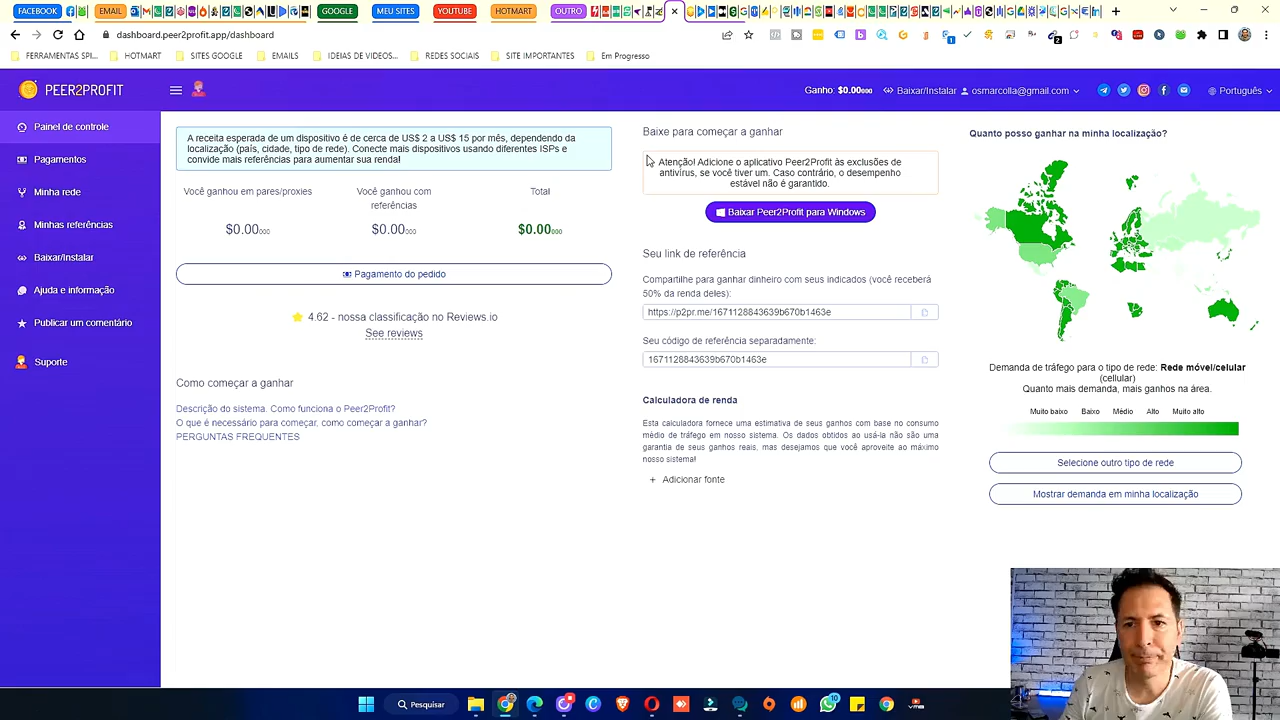 FACEBOOK
EMAIL
GOOGLE
MEU SITES
YOUTUBE
HOTMART
OUTRO
dashboard.peer2profit.app/dashboard
FERRAMENTAS SPI...
HOTMART
SITES GOOGLE
EMAILS
IDEIAS DE VIDEOS...
REDES SOCIAIS
SITE IMPORTANTES
Em Progresso
PEER2PROFIT
Ganho: $0.00000
Baixar/Instalar
osmarcolla@gmail.com
Português
Painel de controle
Pagamentos
Minha rede
Minhas referências
Baixar/Instalar
Ajuda e informação
Publicar um comentário
Suporte
A receita esperada de um dispositivo é de cerca de US$ 2 a US$ 15 por mês, dependendo da
localização (país, cidade, tipo de rede). Conecte mais dispositivos usando diferentes ISPs e
convide mais referências para aumentar sua renda!
Você ganhou em pares/proxies
Você ganhou com
referências
Total
$0.00000
$0.00000
$0.00000
Pagamento do pedido
4.62 - nossa classificação no Reviews.io
See reviews
Como começar a ganhar
Descrição do sistema. Como funciona o Peer2Profit?
O que é necessário para começar, como começar a ganhar?
PERGUNTAS FREQUENTES
Baixe para começar a ganhar
Atenção! Adicione o aplicativo Peer2Profit às exclusões de
antivírus, se você tiver um. Caso contrário, o desempenho
estável não é garantido.
Baixar Peer2Profit para Windows
Seu link de referência
Compartilhe para ganhar dinheiro com seus indicados (você receberá
50% da renda deles):
https://p2pr.me/1671128843639b670b1463e
Seu código de referência separadamente:
1671128843639b670b1463e
Calculadora de renda
Esta calculadora fornece uma estimativa de seus ganhos com base no consumo
médio de tráfego em nosso sistema. Os dados obtidos ao usá-la não são uma
garantia de seus ganhos reais, mas desejamos que você aproveite ao máximo
nosso sistema!
+ Adicionar fonte
Quanto posso ganhar na minha localização?
Demanda de tráfego para o tipo de rede: Rede móvel/celular
(cellular)
Quanto mais demanda, mais ganhos na área.
Muito baixo
Baixo
Médio
Alto
Muito alto
Selecione outro tipo de rede
Mostrar demanda em minha localização
Pesquisar
10